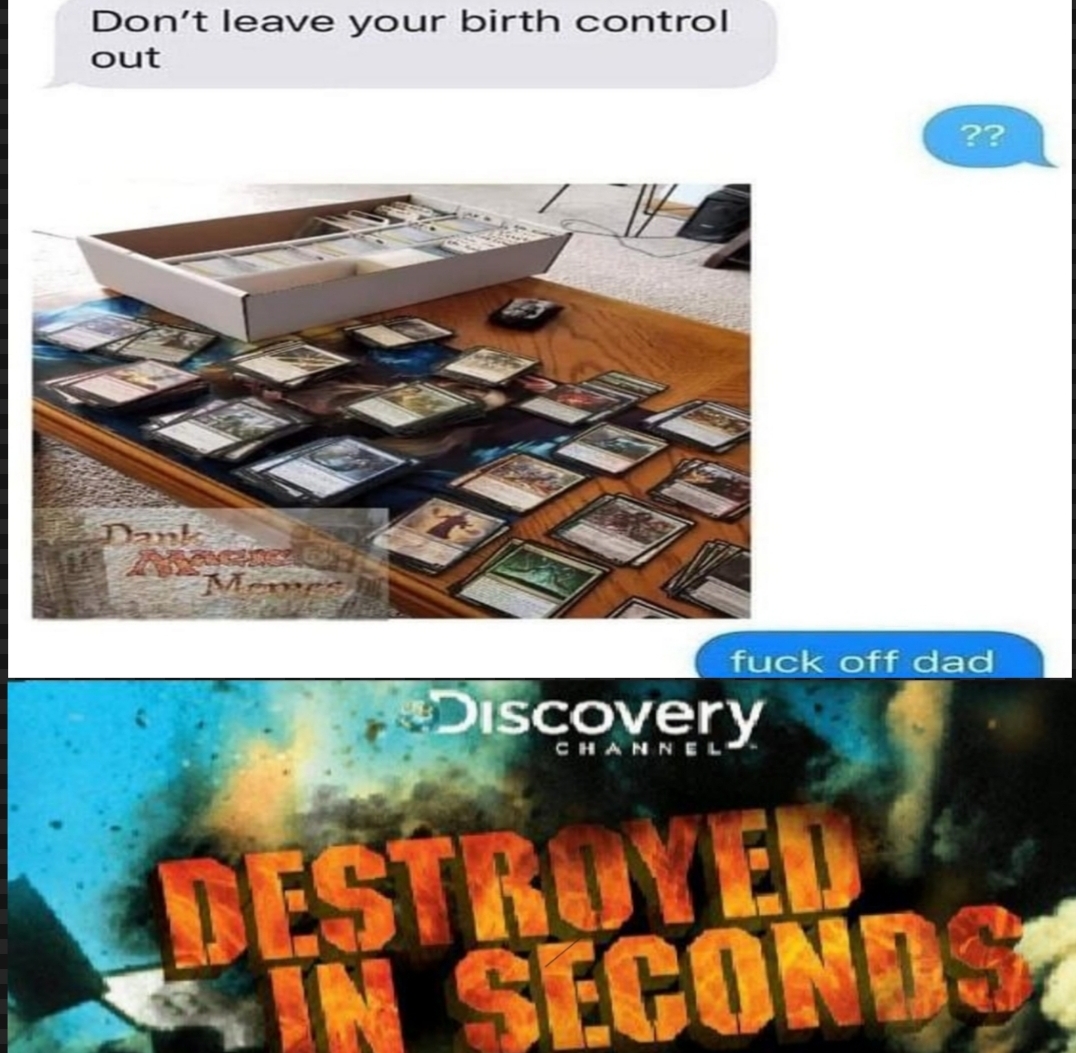 Don't leave your birth control
out
??
Dank
Magic
Memes
fuck off dad
Discovery
CHANNEL
DESTROYED
IN SECONDS